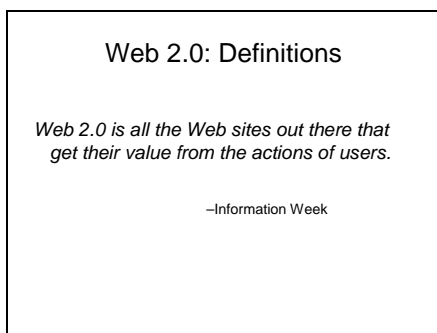 Web 2.0: Definitions
Web 2.0 is all the Web sites out there that
get their value from the actions of users.
–Information Week